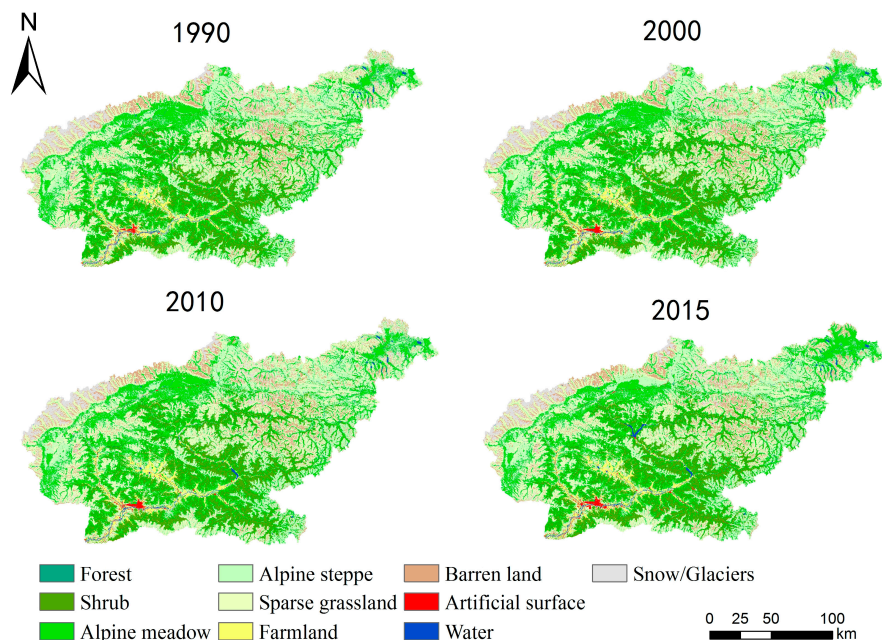 N
1990
2000
2010
2015
Forest
Alpine steppe
Barren land
Snow/Glaciers
Shrub
Sparse grassland
Artificial surface
Alpine meadow
Farmland
Water
0 25 50 100
km